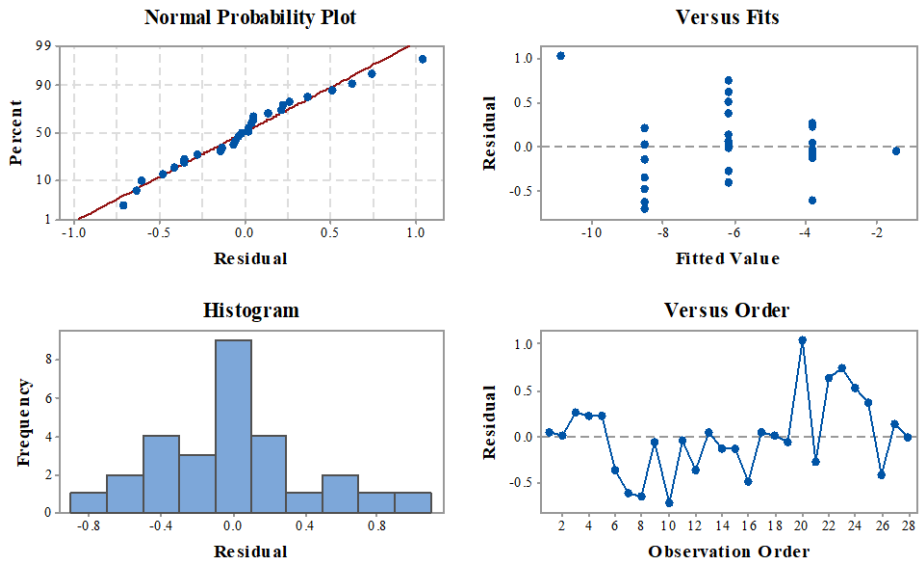 Normal Probability Plot
99
90
50
10
1
Percent
-1.0 -0.5 0.0 0.5 1.0
Residual
Versus Fits
1.0
0.5
0.0
-0.5
Residual
-10 -8 -6 -4 -2
Fitted Value
Histogram
8
6
4
2
0
Frequency
-0.8 -0.4 0.0 0.4 0.8
Residual
Versus Order
1.0
0.5
0.0
-0.5
Residual
2 4 6 8 10 12 14 16 18 20 22 24 26 28
Observation Order